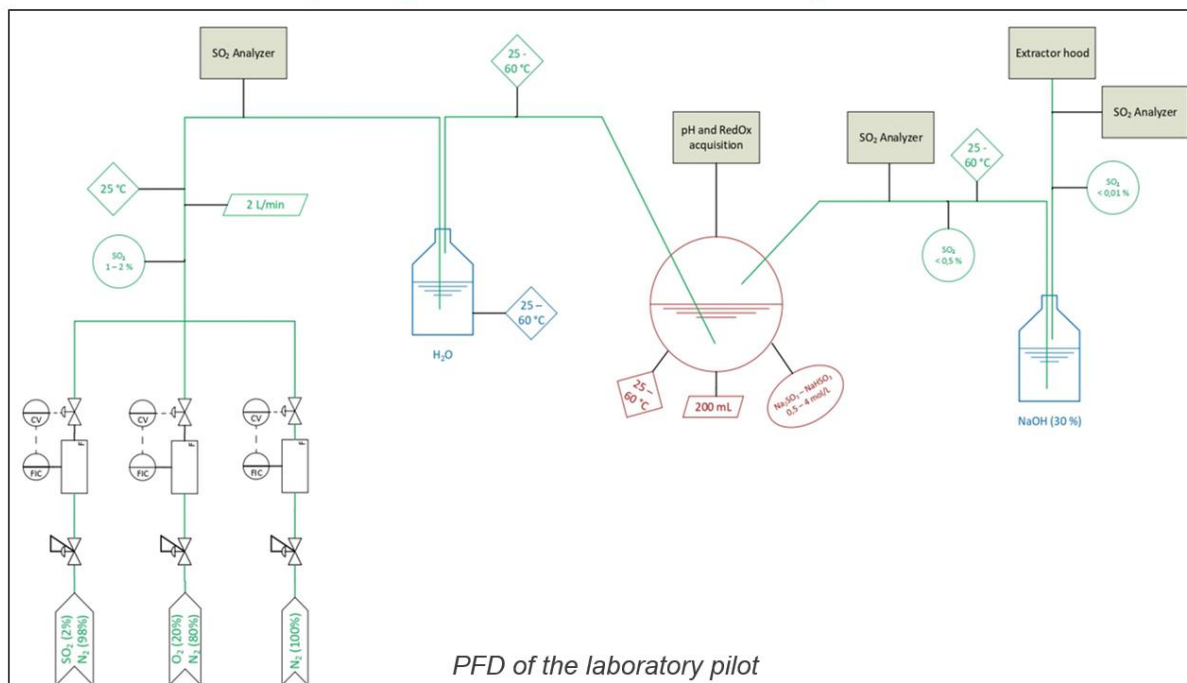 SO₂ Analyzer
25 -
60 °C
Extractor hood
SO₂ Analyzer
pH and RedOx
acquisition
SO₂ Analyzer
25 -
60 °C
25 °C
2 L/min
SO₂
1 – 2 %
SO₂
< 0,5 %
SO₂
< 0,01 %
25 –
60 °C
H₂O
25 –
60 °C
200 mL
Na₂SO₃ – NaHSO₃
0,5 – 4 mol/L
NaOH (30 %)
CV
CV
CV
F
F
F
FIC
FIC
FIC
SO₂ (2%)
N₂ (98%)
O₂ (20%)
N₂ (80%)
N₂ (100%)
PFD of the laboratory pilot